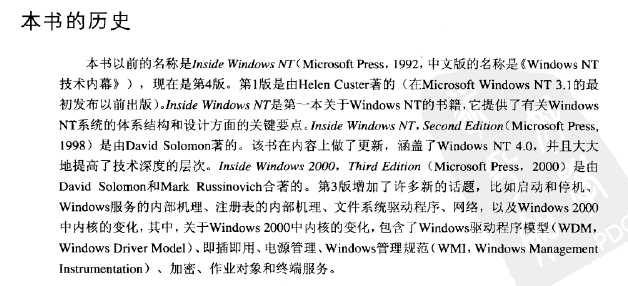 本书的历史
本书以前的名称是Inside Windows NT(Microsoft Press，1992，中文版的名称是《Windows NT
技术内幕》)，现在是第4版。第1版是由Helen Custer著的（在Microsoft Windows NT 3.1的最
初发布以前出版）。Inside Windows NT是第一本关于Windows NT的书籍，它提供了有关Windows
NT系统的体系结构和设计方面的关键要点。Inside Windows NT, Second Edition(Microsoft Press,
1998）是由David Solomon著的。该书在内容上做了更新，涵盖了Windows NT 4.0，并且大大
地提高了技术深度的层次。Inside Windows 2000，Third Edition（Microsoft Press，2000）是由
David Solomon和Mark Russinovich合著的。第3版增加了许多新的话题，比如启动和停机、
Windows服务的内部机理、注册表的内部机理、文件系统驱动程序、网络，以及Windows 2000
中内核的变化，其中，关于Windows 2000中内核的变化，包含了Windows驱动程序模型(WDM，
Windows Driver Model)、即插即用、电源管理、Windows管理规范(WMI，Windows Management
Instrumentation)、加密、作业对象和终端服务。